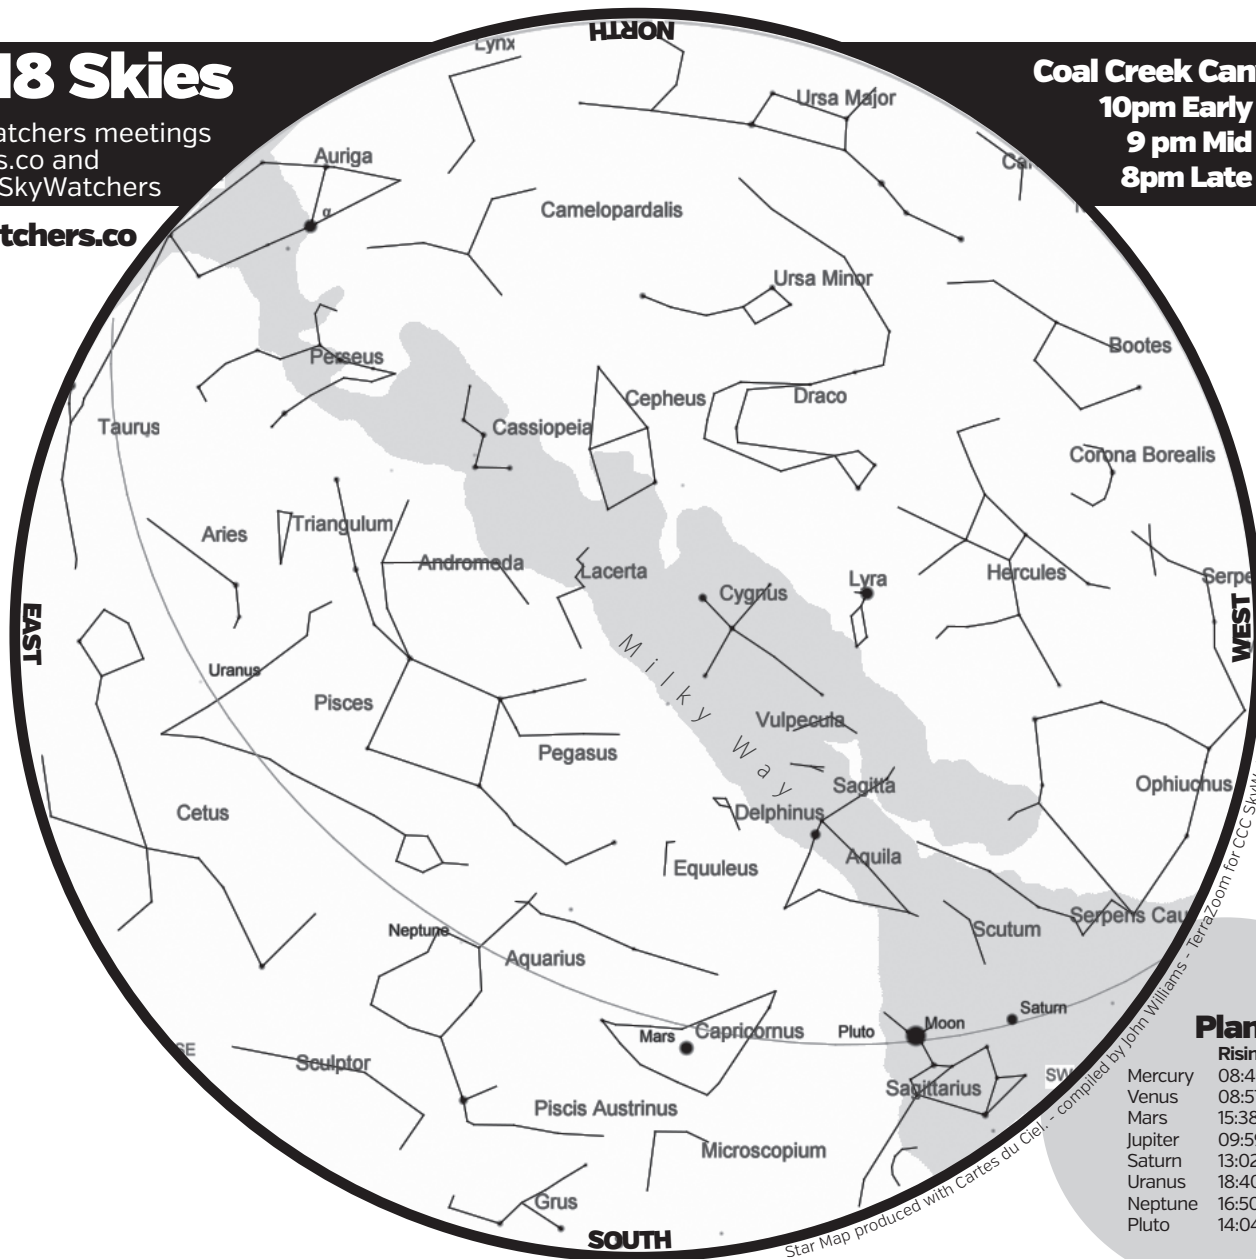 18 Skies
atchers meetings
s.co and
SkyWatchers
tchers.co
Coal Creek Can
10pm Early
9 pm Mid
8pm Late
NORTH
Lynx
Ursa Major
Auriga
α
Camelopardalis
Ursa Minor
Bootes
Perseus
Cepheus
Draco
Taurus
Cassiopeia
Corona Borealis
Aries
Triangulum
Andromeda
Lacerta
Cygnus
Lyra
Hercules
Serpe
EAST
WEST
Milky Way
Uranus
Pisces
Vulpecula
Pegasus
Sagitta
Ophiuchus
Cetus
Delphinus
Equuleus
Aquila
Neptune
Aquarius
Scutum
Serpens Cau
Mars
Capricornus
Pluto
Moon
Saturn
SE
Sculptor
Sagittarius
SW
Piscis Austrinus
Microscopium
Grus
SOUTH
Star Map produced with Cartes du Ciel. - compiled by John Williams - TerraZoom for CCC SkyW
Plan
Risin
Mercury 08:4
Venus 08:5
Mars 15:38
Jupiter 09:5
Saturn 13:02
Uranus 18:40
Neptune 16:50
Pluto 14:04